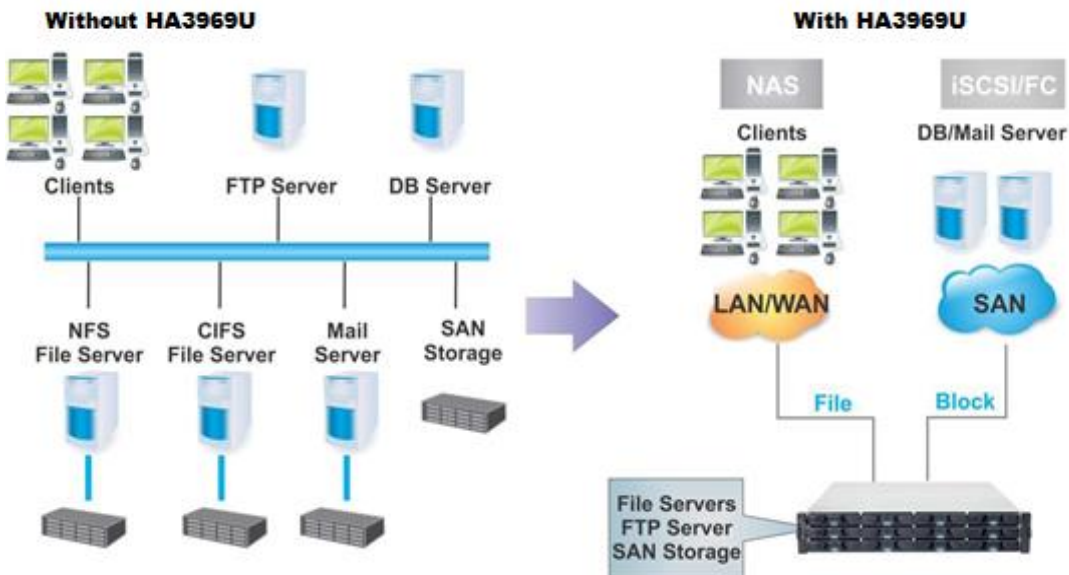 Without HA3969U
Clients
FTP Server
DB Server
NFS
File Server
CIFS
File Server
Mail
Server
SAN
Storage
With HA3969U
NAS
iSCSI/FC
Clients
DB/Mail Server
LAN/WAN
SAN
File
Block
File Servers
FTP Server
SAN Storage